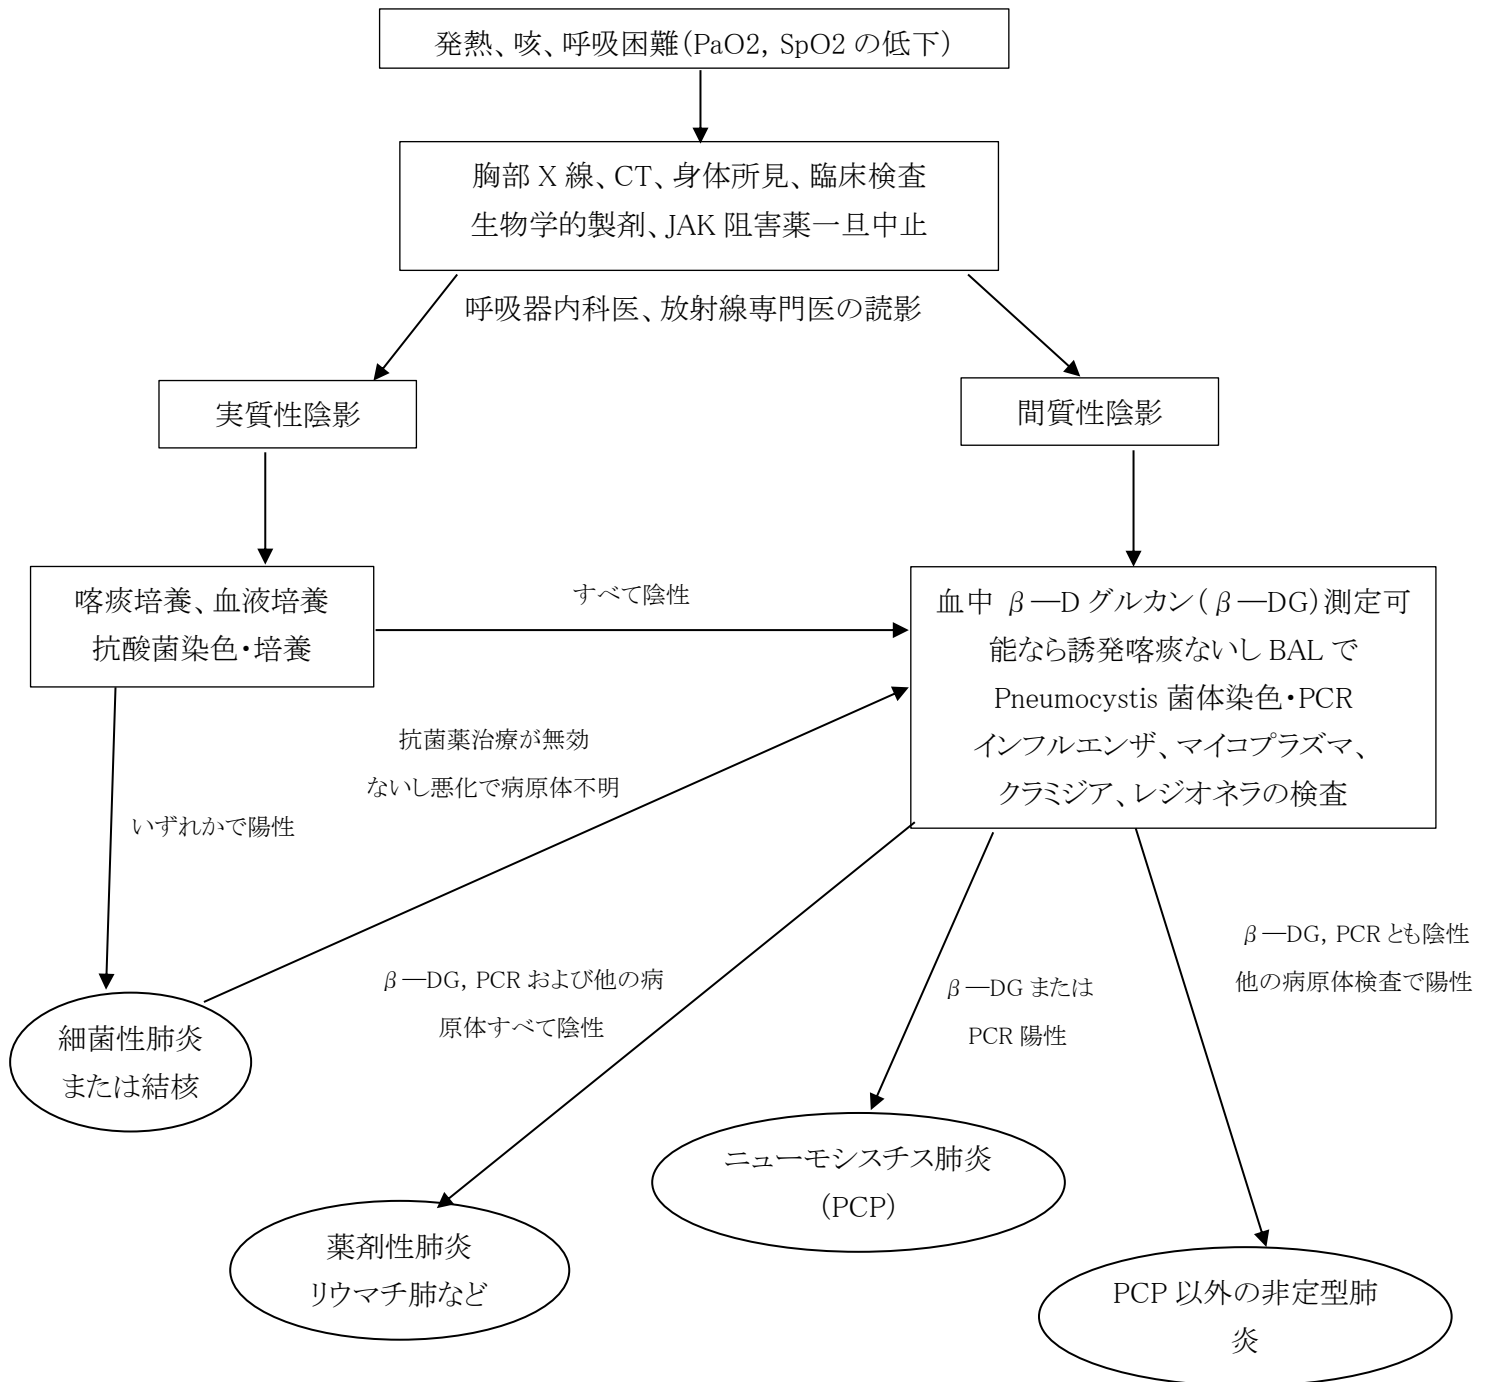 発熱、咳、呼吸困難(PaO2, SpO2 の低下)
胸部 X 線、CT、身体所見、臨床検査
生物学的製剤、JAK 阻害薬一旦中止
呼吸器内科医、放射線専門医の読影
実質性陰影
間質性陰影
喀痰培養、血液培養
抗酸菌染色・培養
すべて陰性
血中 β―D グルカン(β―DG)測定可
能なら誘発喀痰ないし BAL で
Pneumocystis 菌体染色・PCR
インフルエンザ、マイコプラズマ、
クラミジア、レジオネラの検査
抗菌薬治療が無効
ないし悪化で病原体不明
いずれかで陽性
β―DG, PCR および他の病
原体すべて陰性
β―DG または
PCR 陽性
β―DG, PCR とも陰性
他の病原体検査で陽性
細菌性肺炎
または結核
薬剤性肺炎
リウマチ肺など
ニューモシスチス肺炎
(PCP)
PCP 以外の非定型肺
炎